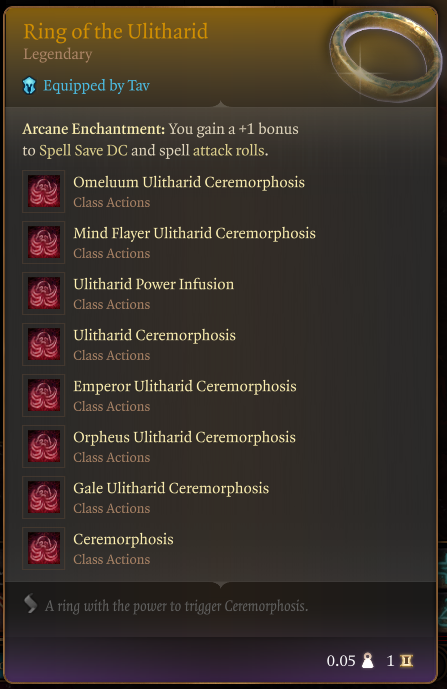 Ring of the Ulitharid
Legendary
Equipped by Tav
Arcane Enchantment: You gain a +1 bonus
to Spell Save DC and spell attack rolls.
Omeluum Ulitharid Ceremorphosis
Class Actions
Mind Flayer Ulitharid Ceremorphosis
Class Actions
Ulitharid Power Infusion
Class Actions
Ulitharid Ceremorphosis
Class Actions
Emperor Ulitharid Ceremorphosis
Class Actions
Orpheus Ulitharid Ceremorphosis
Class Actions
Gale Ulitharid Ceremorphosis
Class Actions
Ceremorphosis
Class Actions
A ring with the power to trigger Ceremorphosis.
0.05 1